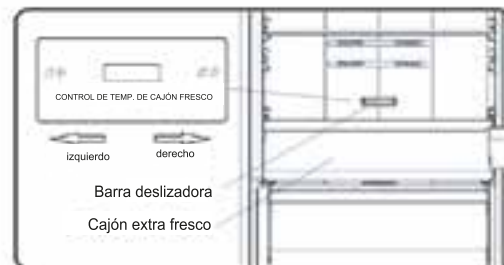 CONTROL DE TEMP. DE CAJÓN FRESCO
izquierdo
derecho
Barra deslizadora
Cajón extra fresco